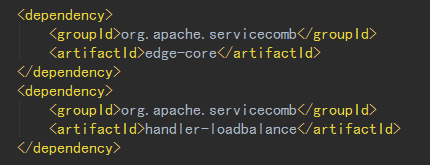 <dependency>
    <groupId>org.apache.servicecomb</groupId>
    <artifactId>edge-core</artifactId>
</dependency>
<dependency>
    <groupId>org.apache.servicecomb</groupId>
    <artifactId>handler-loadbalance</artifactId>
</dependency>